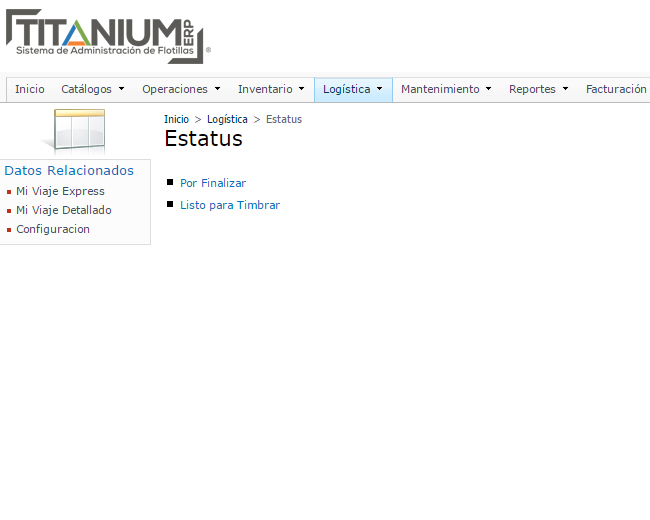 TITANIUM ERP
Sistema de Administración de Flotillas ®
Inicio Catálogos Operaciones Inventario Logística Mantenimiento Reportes Facturación
Inicio > Logística > Estatus
Estatus
Datos Relacionados
Mi Viaje Express
Mi Viaje Detallado
Configuracion
Por Finalizar
Listo para Timbrar